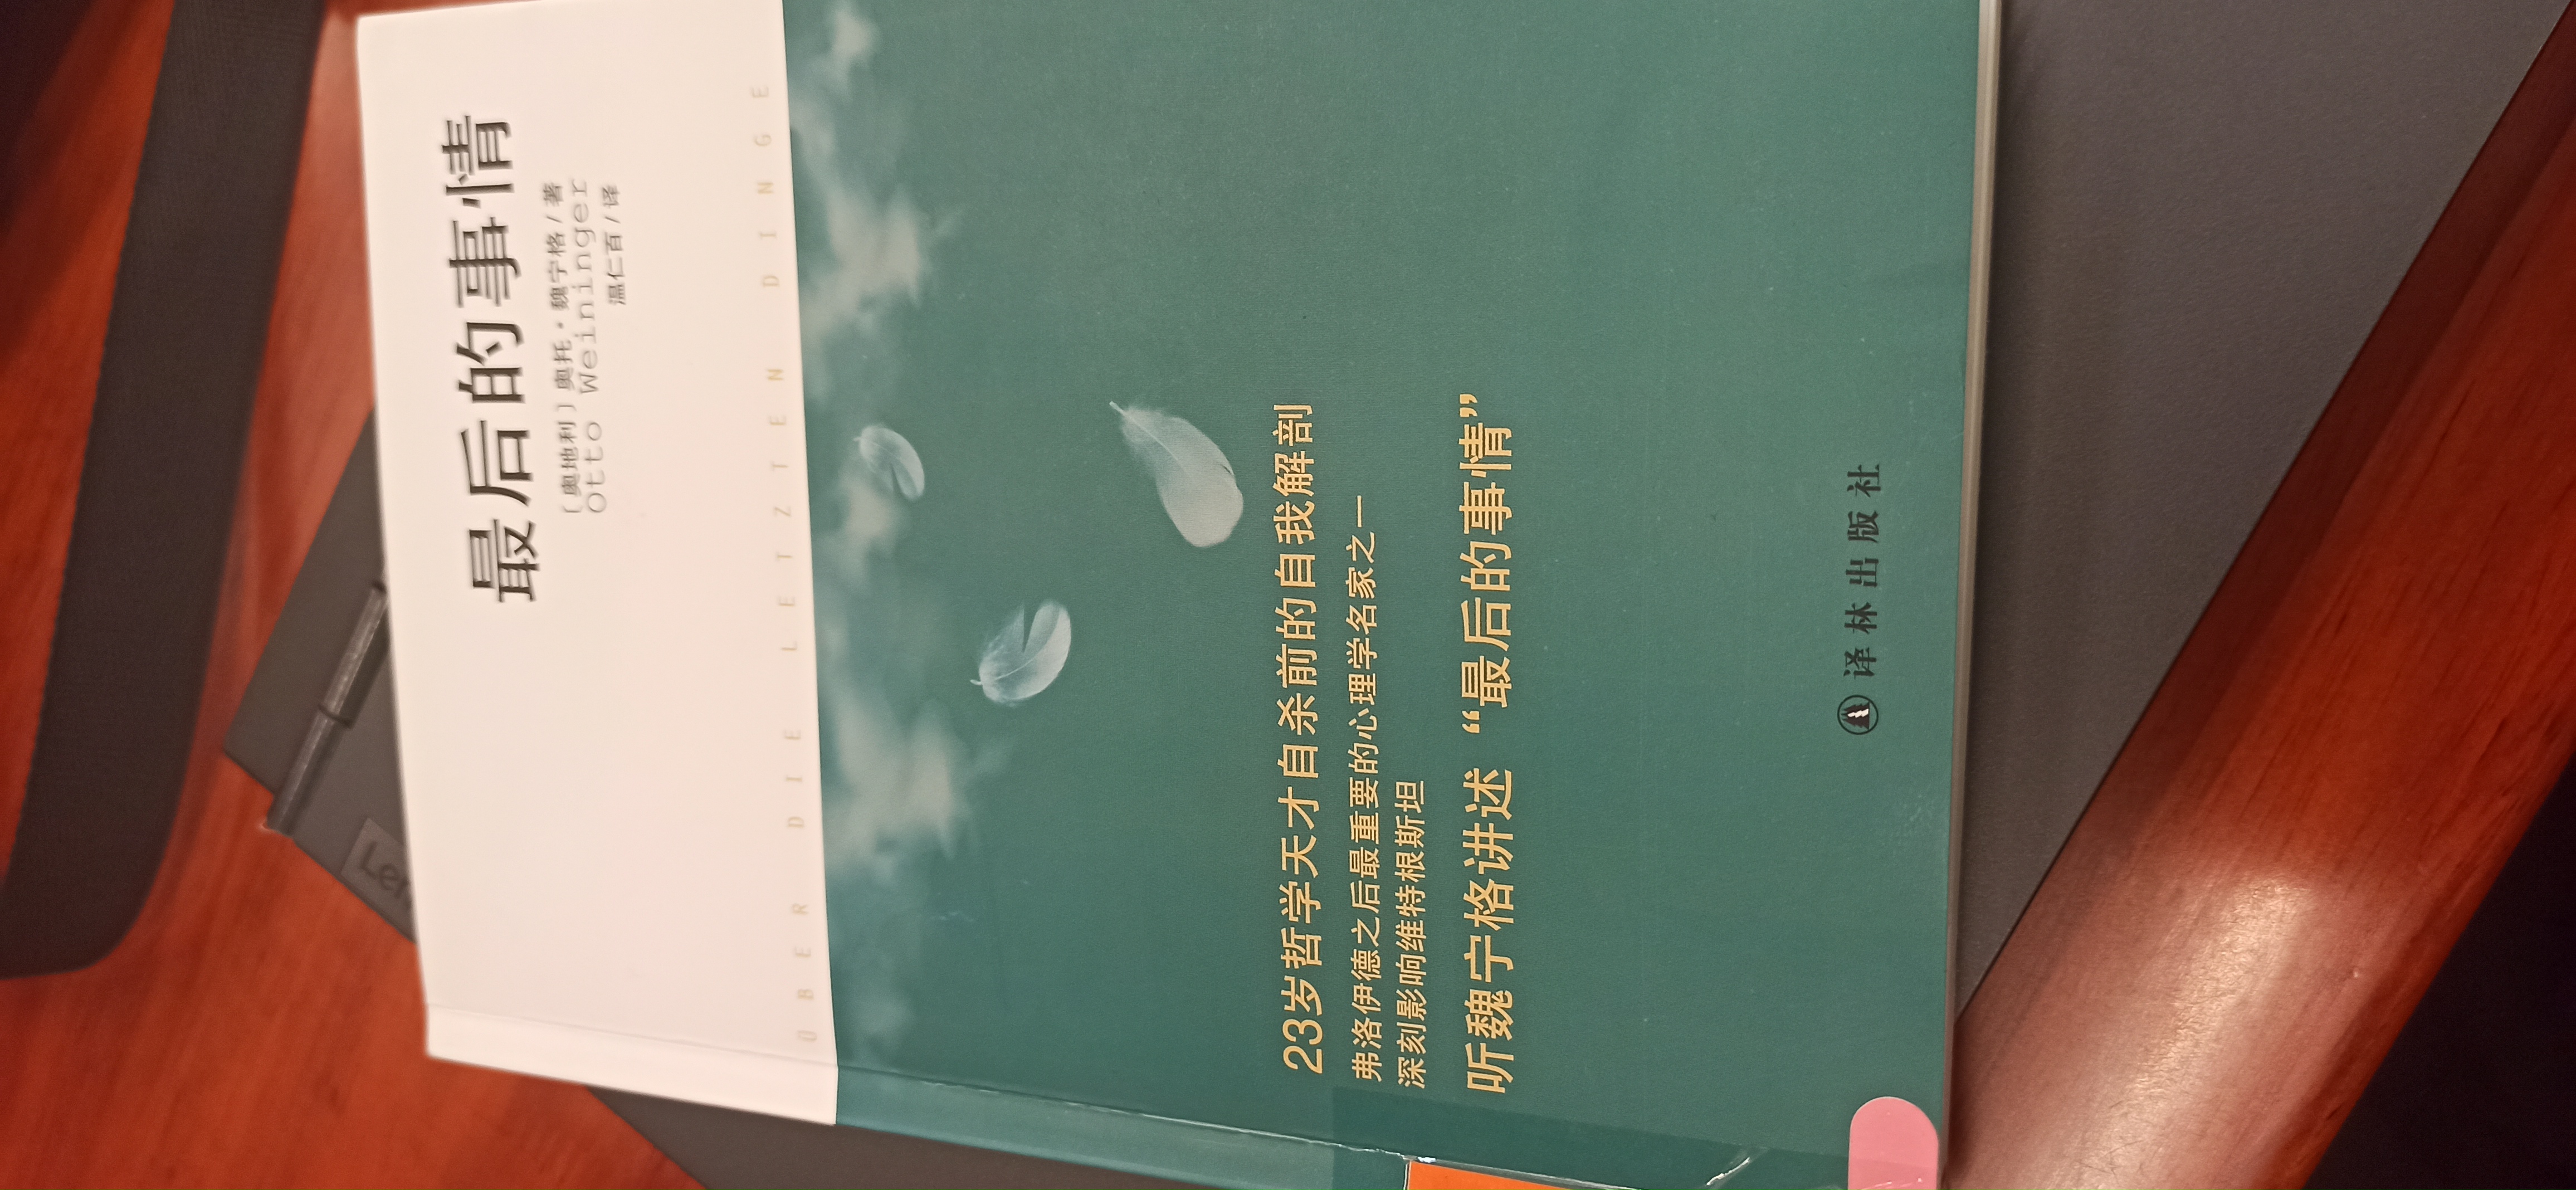 最后的事情
〔奥地利〕奥托·魏宁格/著
Otto Weininger
温仁百/译
ÜBER DIE LETZTEN DINGE
23岁哲学天才自杀前的自我解剖
弗洛伊德之后最重要的心理学名家之一
深刻影响维特根斯坦
听魏宁格讲述“最后的事情”
译林出版社